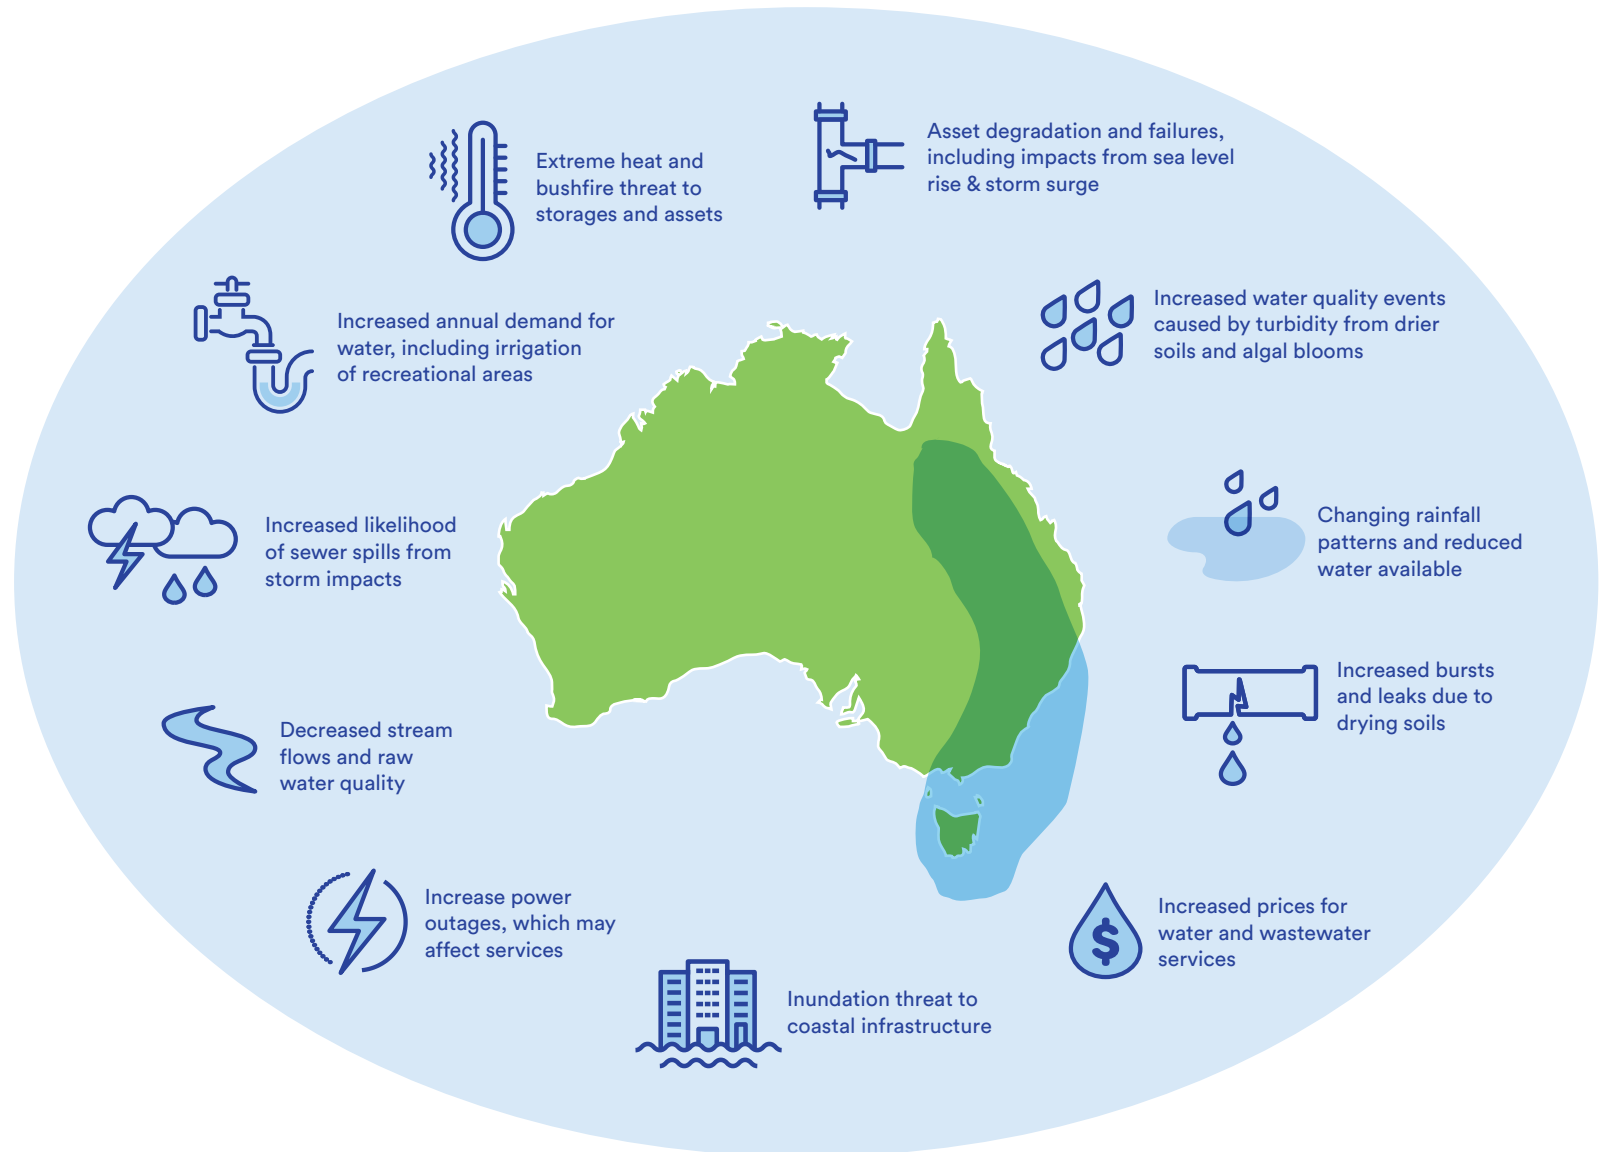 Extreme heat and
bushfire threat to
storages and assets
Asset degradation and failures,
including impacts from sea level
rise & storm surge
Increased annual demand for
water, including irrigation
of recreational areas
Increased water quality events
caused by turbidity from drier
soils and algal blooms
Increased likelihood
of sewer spills from
storm impacts
Changing rainfall
patterns and reduced
water available
Decreased stream
flows and raw
water quality
Increased bursts
and leaks due to
drying soils
Increase power
outages, which may
affect services
$
Increased prices for
water and wastewater
services
Inundation threat to
coastal infrastructure